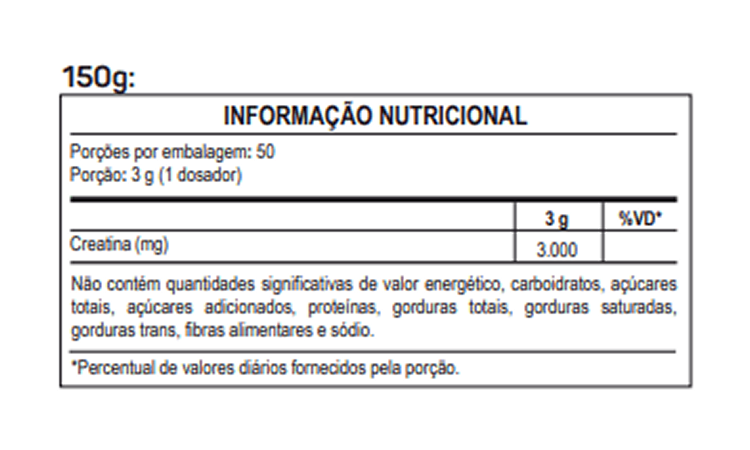 150g:
INFORMAÇÃO NUTRICIONAL
Porções por embalagem: 50
Porção: 3 g (1 dosador)
3 g %VD*
Creatina (mg) 3.000
Não contém quantidades significativas de valor energético, carboidratos, açúcares
totais, açúcares adicionados, proteínas, gorduras totais, gorduras saturadas,
gorduras trans, fibras alimentares e sódio.
*Percentual de valores diários fornecidos pela porção.